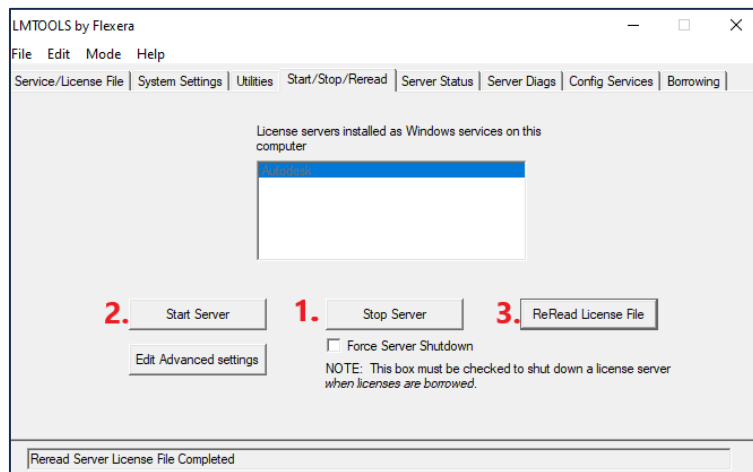 LMTOOLS by Flexera
File Edit Mode Help
Service/License File System Settings Utilities Start/Stop/Reread Server Status Server Diags Config Services Borrowing
License servers installed as Windows services on this
computer
Autodesk
2. Start Server 1. Stop Server 3. ReRead License File
Edit Advanced settings
Force Server Shutdown
NOTE: This box must be checked to shut down a license server
when licenses are borrowed.
Reread Server License File Completed